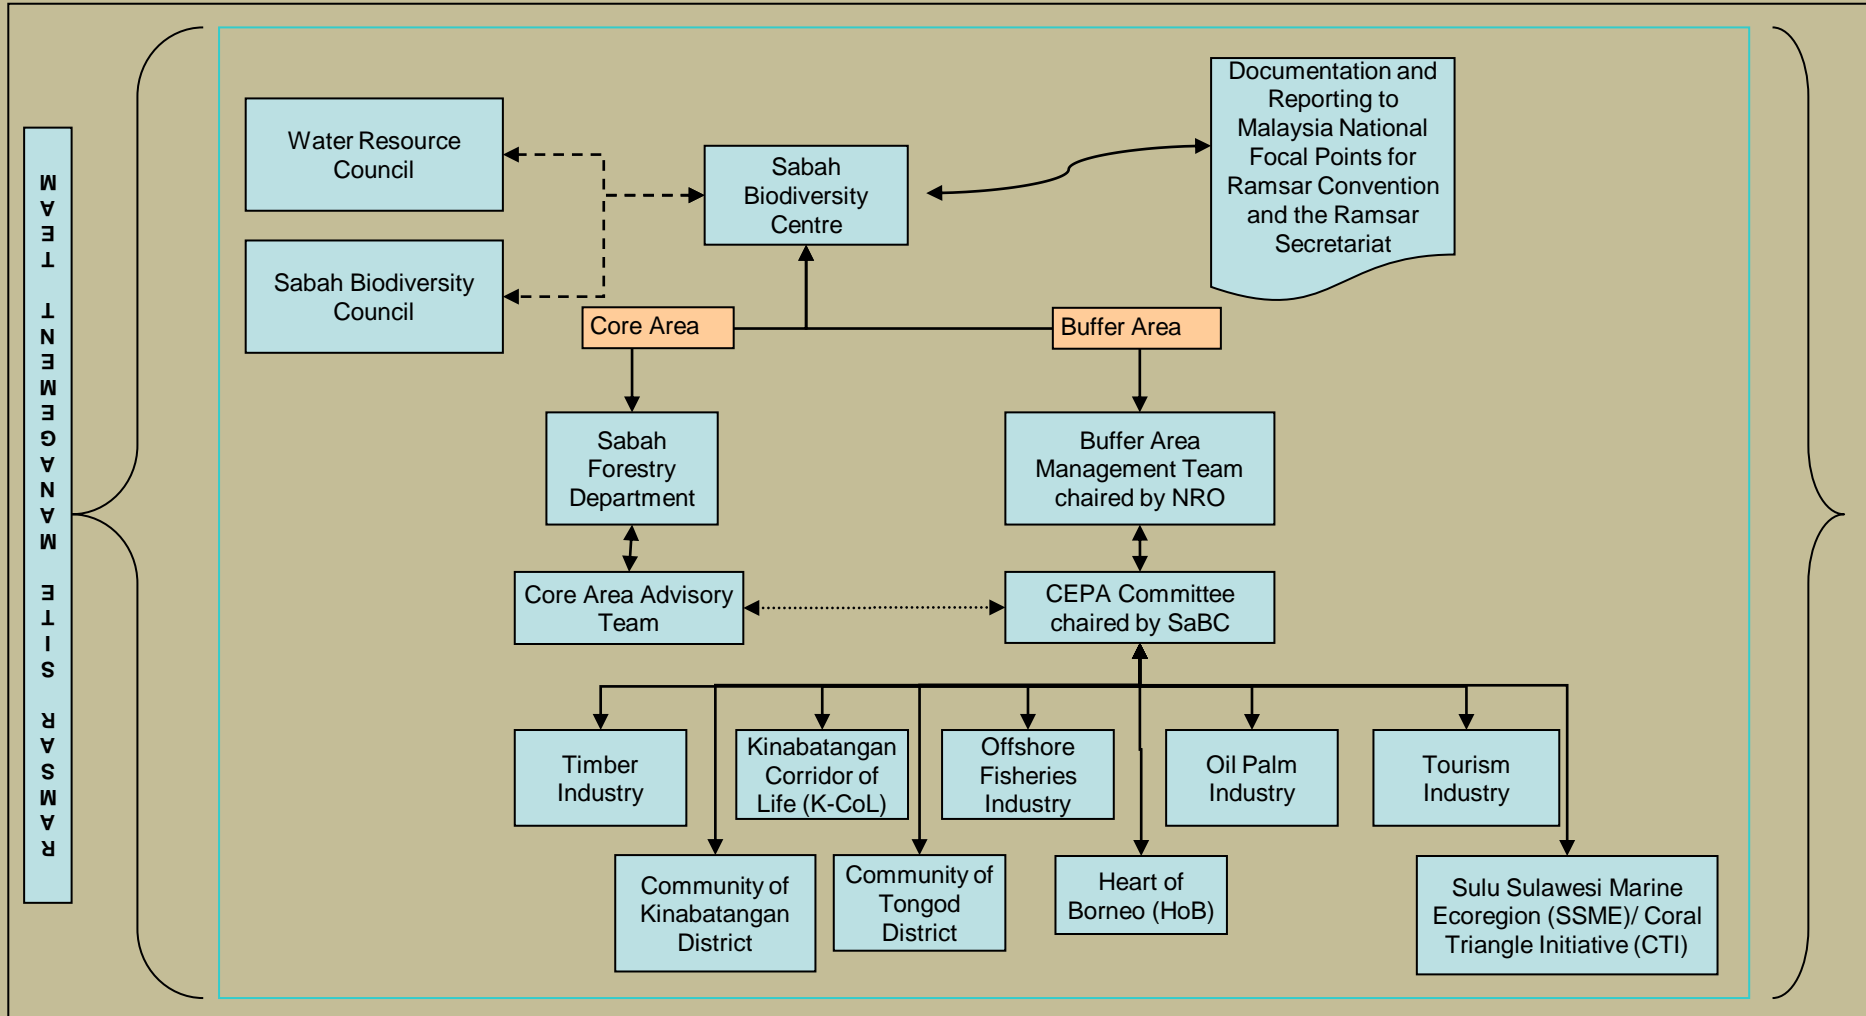 RAMSAR SITE MANAGEMENT TEAM
Water Resource
Council
Sabah Biodiversity
Council
Sabah
Biodiversity
Centre
Documentation and
Reporting to
Malaysia National
Focal Points for
Ramsar Convention
and the Ramsar
Secretariat
Core Area
Buffer Area
Sabah
Forestry
Department
Buffer Area
Management Team
chaired by NRO
Core Area Advisory
Team
CEPA Committee
chaired by SaBC
Timber
Industry
Kinabatangan
Corridor of
Life (K-CoL)
Offshore
Fisheries
Industry
Oil Palm
Industry
Tourism
Industry
Community of
Kinabatangan
District
Community of
Tongod
District
Heart of
Borneo (HoB)
Sulu Sulawesi Marine
Ecoregion (SSME)/ Coral
Triangle Initiative (CTI)